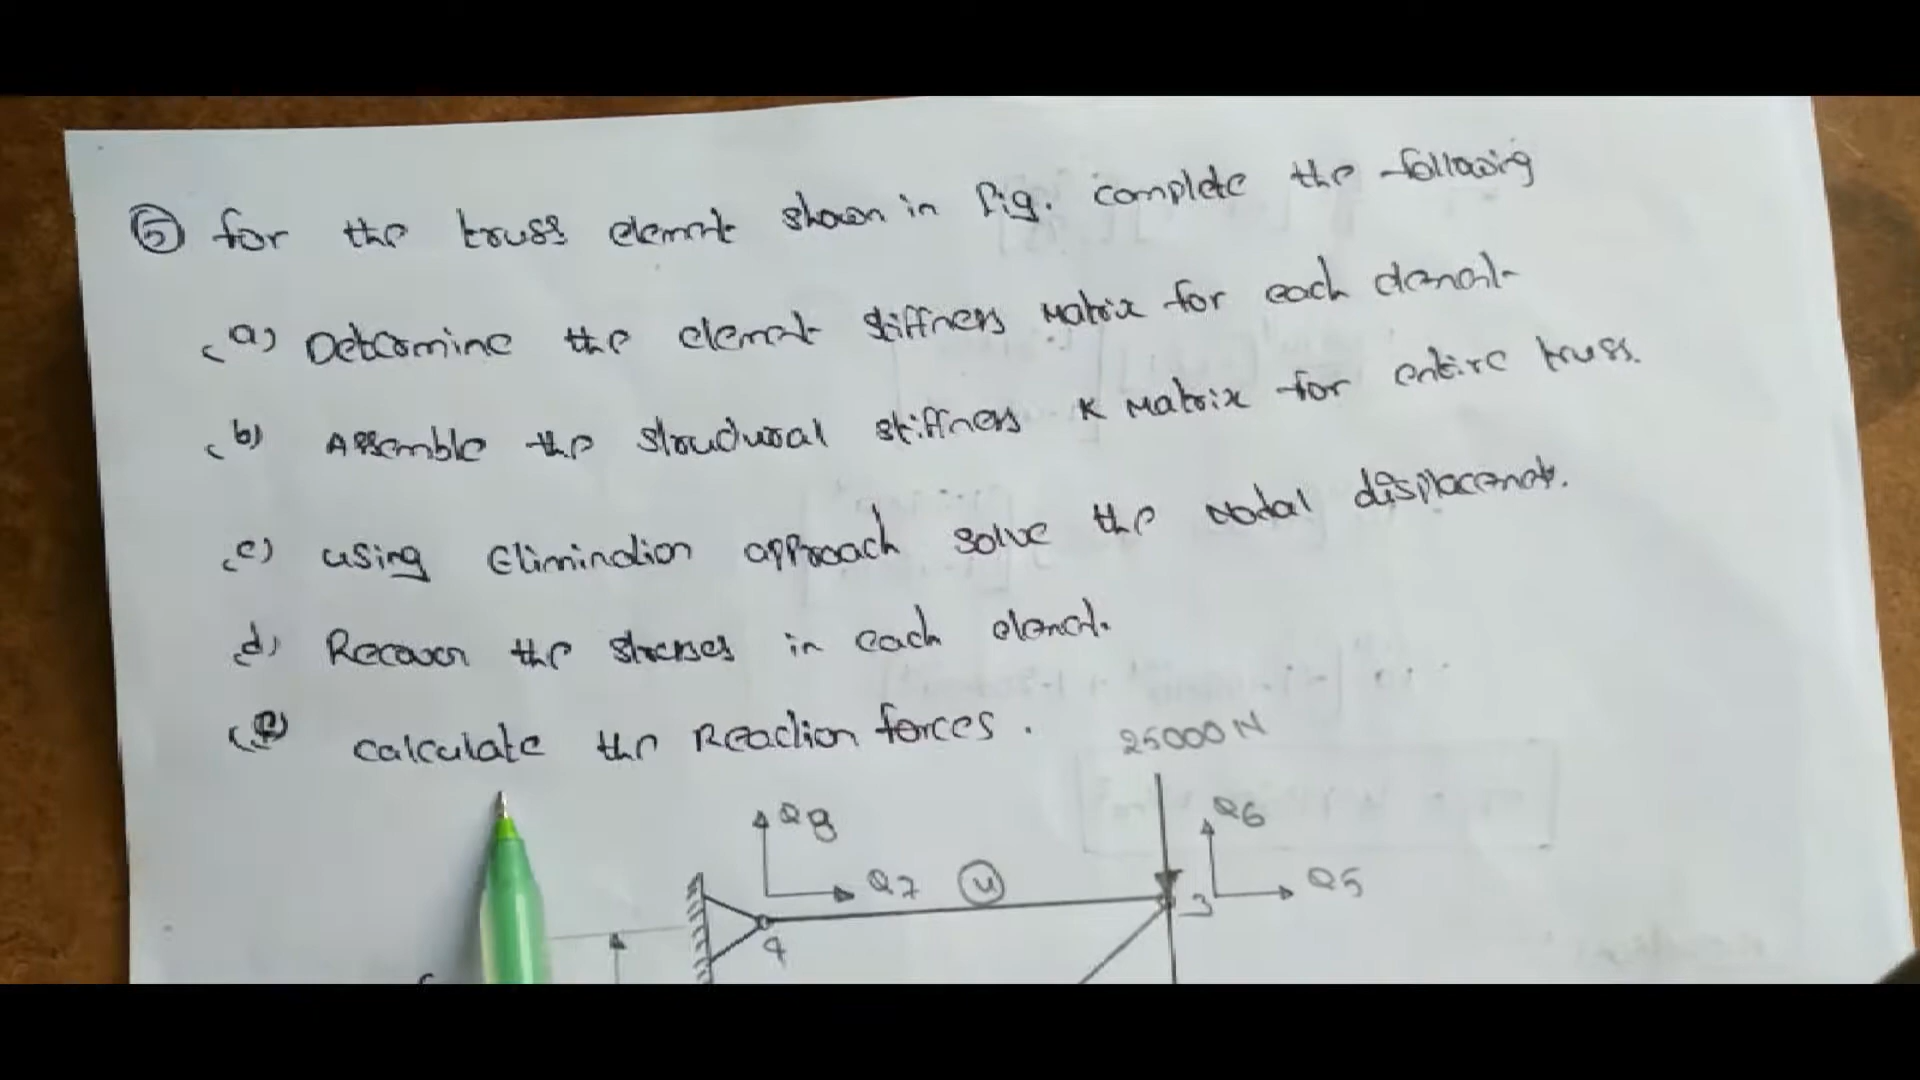 5 for the truss element shown in fig. complete the following
(a) Determine the element stiffness Matrix for each element
(b) Assemble the structural stiffness K Matrix for entire truss.
(c) using Elimination approach solve the Nodal displacement.
d) Recover the stresses in each element.
(e) calculate the Reaction forces.
25000 N
Q8
Q6
Q7
4
Q5
3
4